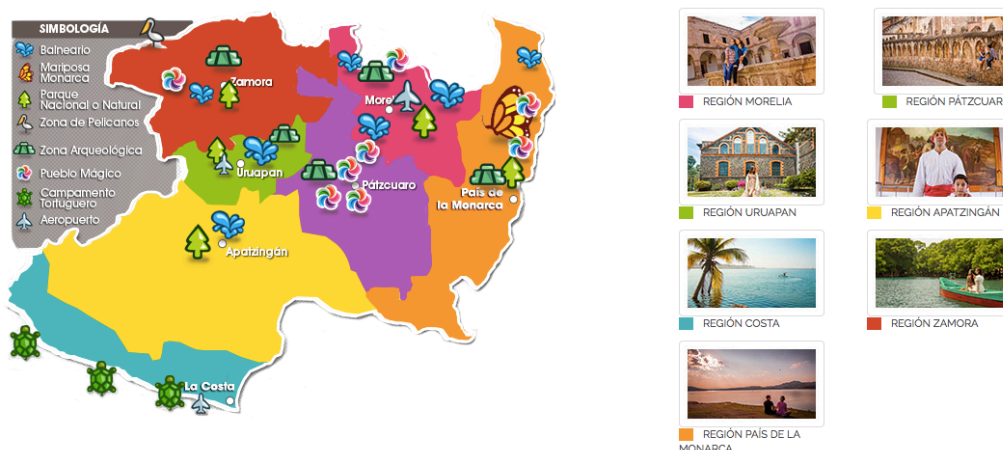 SIMBOLOGÍA
Balneario
Mariposa
Monarca
Parque
Nacional o Natural
Zona de Pelícanos
Zona Arqueológica
Pueblo Mágico
Campamento
Tortuguero
Aeropuerto
Zamora
Uruapan
Pátzcuaro
País de
la Monarca
Apatzingán
La Costa
REGIÓN MORELIA
REGIÓN PÁTZCUAR
REGIÓN URUAPAN
REGIÓN APATZINGÁN
REGIÓN COSTA
REGIÓN ZAMORA
REGIÓN PAÍS DE LA
MONARCA